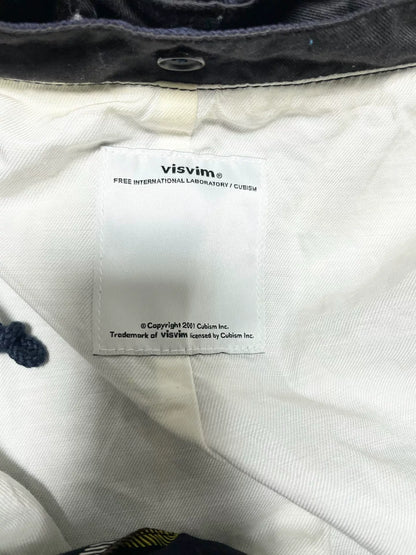 visvim®
FREE INTERNATIONAL LABORATORY / CUBISM
© Copyright 2001 Cubism Inc.
Trademark of visvim licensed by Cubism Inc.